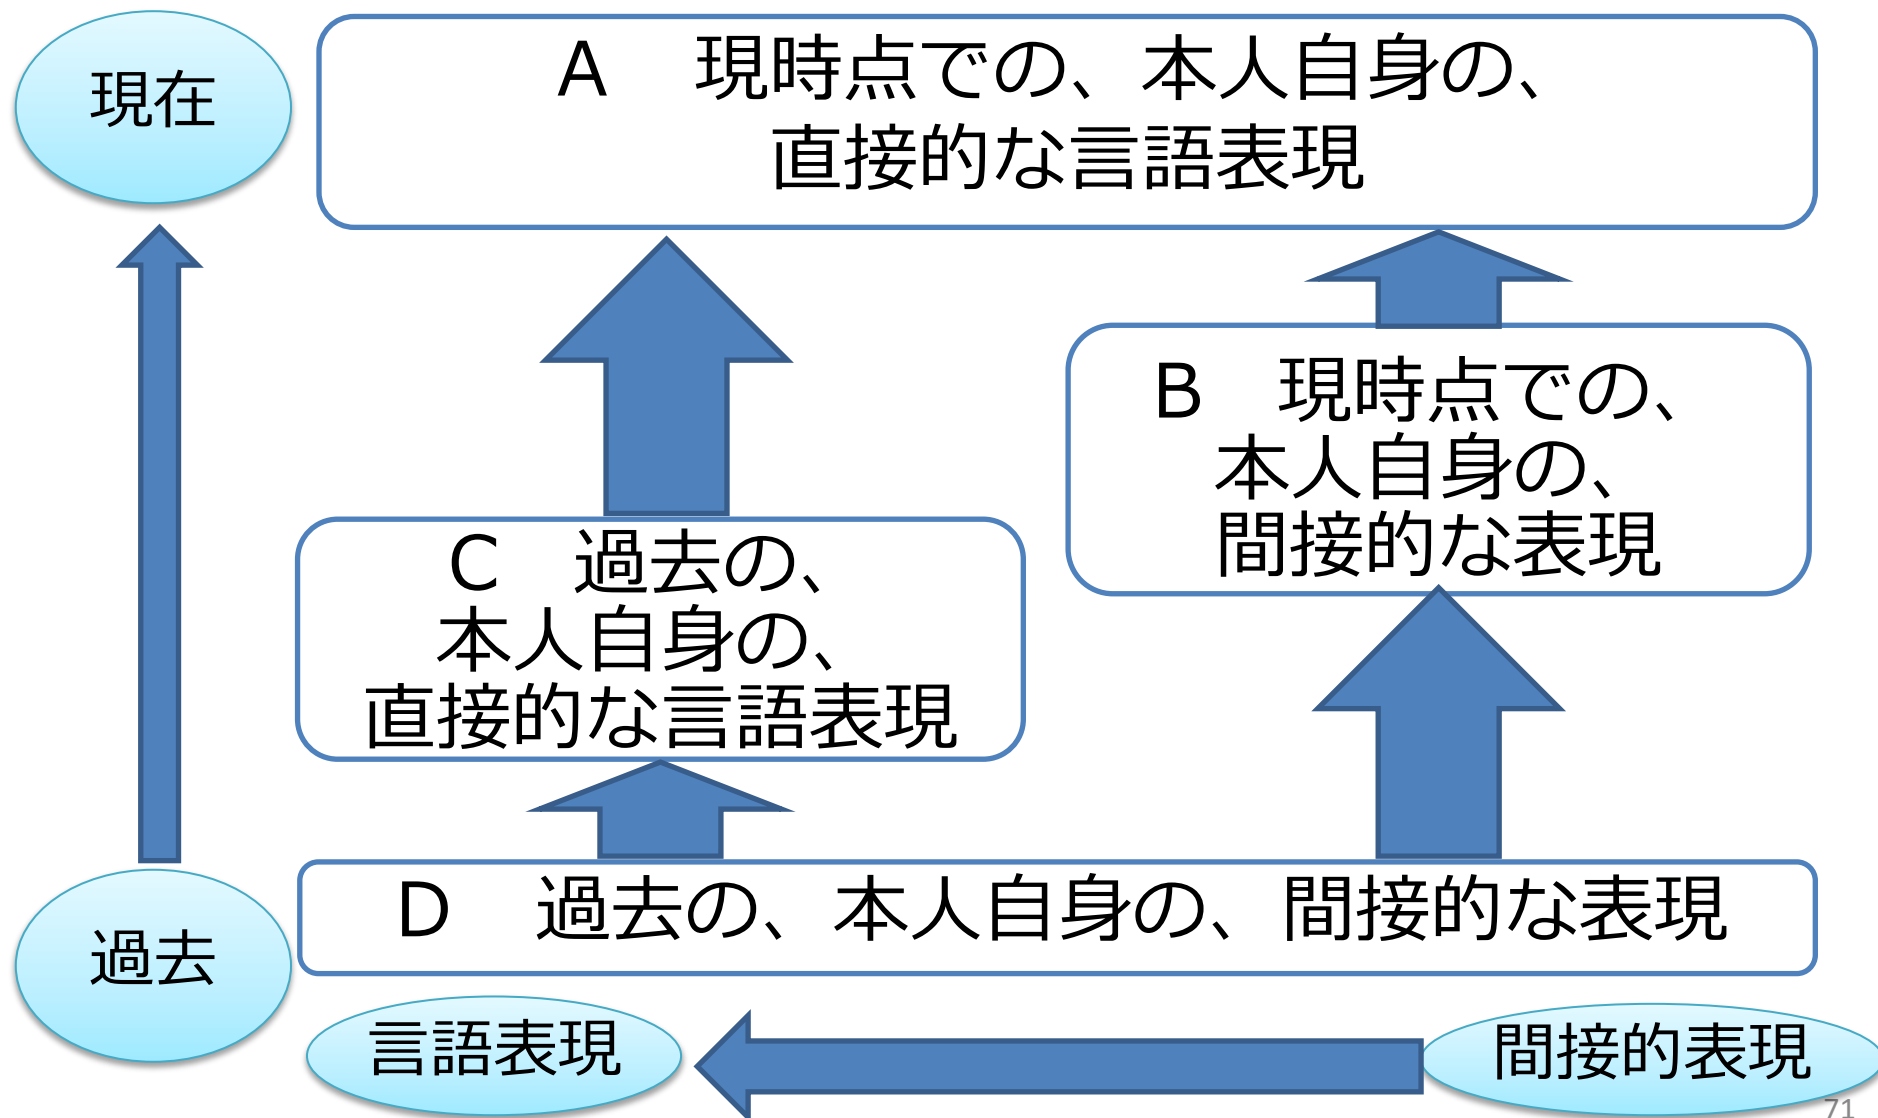 現在
A　現時点での、本人自身の、
直接的な言語表現
B　現時点での、
本人自身の、
間接的な表現
C　過去の、
本人自身の、
直接的な言語表現
D　過去の、本人自身の、間接的な表現
過去
言語表現
間接的表現
71